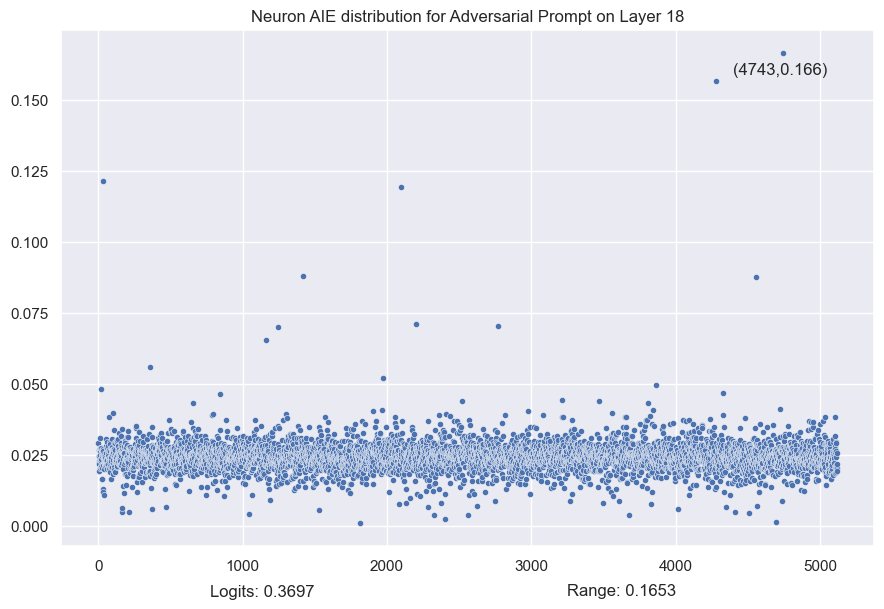 Neuron AIE distribution for Adversarial Prompt on Layer 18
(4743,0.166)
0.150
0.125
0.100
0.075
0.050
0.025
0.000
0 1000 2000 3000 4000 5000
Logits: 0.3697 Range: 0.1653